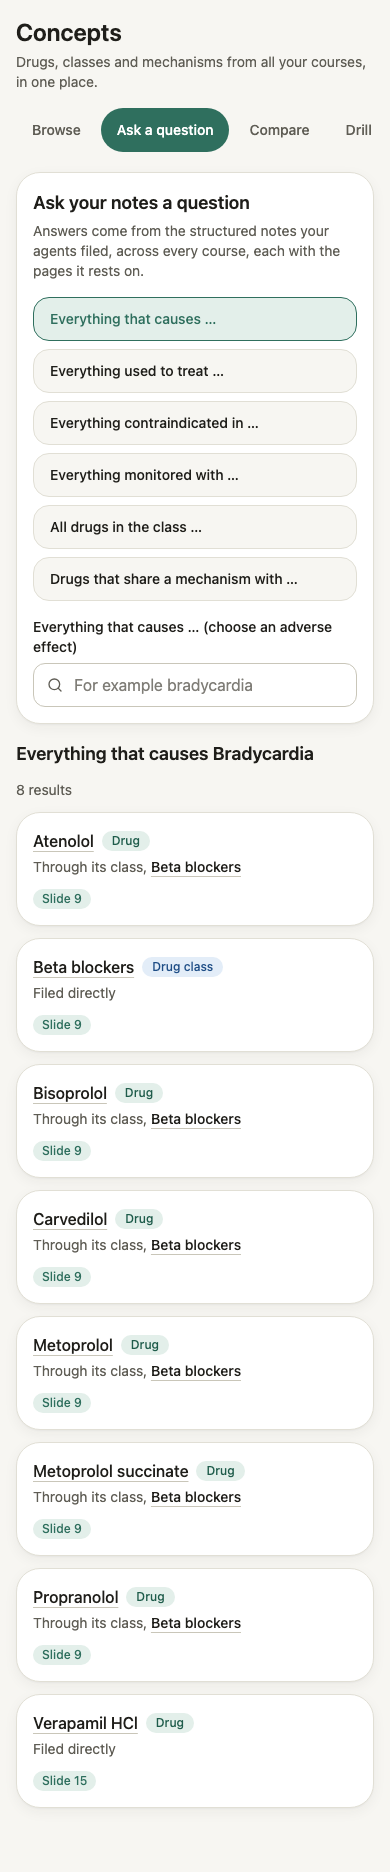 Concepts
Drugs, classes and mechanisms from all your courses,
in one place.
Browse
Ask a question
Compare
Drill
Ask your notes a question
Answers come from the structured notes your
agents filed, across every course, each with the
pages it rests on.
Everything that causes ...
Everything used to treat ...
Everything contraindicated in ...
Everything monitored with ...
All drugs in the class ...
Drugs that share a mechanism with ...
Everything that causes ... (choose an adverse
effect)
For example bradycardia
Everything that causes Bradycardia
8 results
Atenolol Drug
Through its class, Beta blockers
Slide 9
Beta blockers Drug class
Filed directly
Slide 9
Bisoprolol Drug
Through its class, Beta blockers
Slide 9
Carvedilol Drug
Through its class, Beta blockers
Slide 9
Metoprolol Drug
Through its class, Beta blockers
Slide 9
Metoprolol succinate Drug
Through its class, Beta blockers
Slide 9
Propranolol Drug
Through its class, Beta blockers
Slide 9
Verapamil HCl Drug
Filed directly
Slide 15